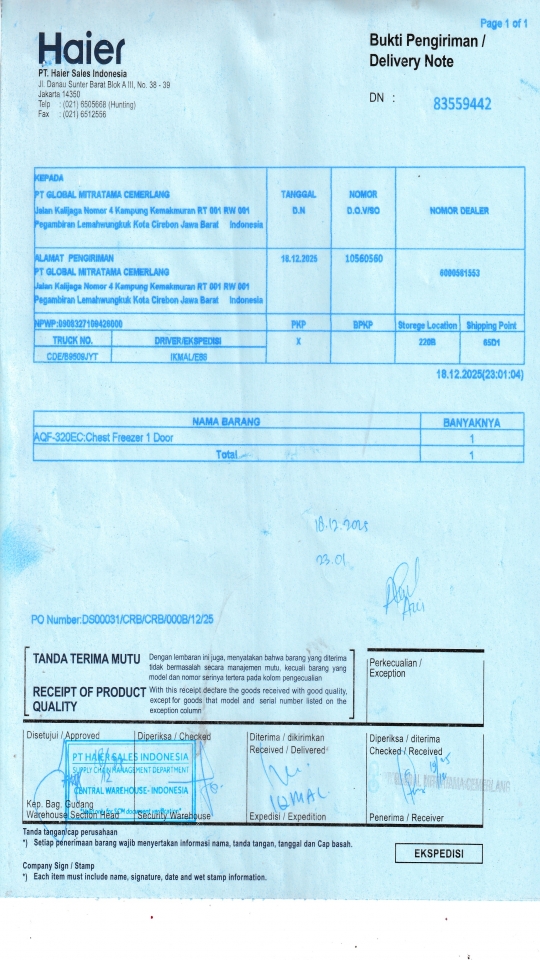 Page 1 of 1
Haier
PT. Haier Sales Indonesia
Jl. Danau Sunter Barat Blok A III, No. 38 - 39
Jakarta 14350
Telp : (021) 6505668 (Hunting)
Fax : (021) 6512556
Bukti Pengiriman /
Delivery Note
DN : 83559442
KEPADA
PT GLOBAL MITRATAMA CEMERLANG
Jalan Kalijaga Nomor 4 Kampung Kemakmuran RT 001 RW 001
Pegambiran Lemahwungkuk Kota Cirebon Jawa Barat Indonesia
TANGGAL
D.N
NOMOR
D.O.V/SO
NOMOR DEALER
ALAMAT PENGIRIMAN
PT GLOBAL MITRATAMA CEMERLANG
Jalan Kalijaga Nomor 4 Kampung Kemakmuran RT 001 RW 001
Pegambiran Lemahwungkuk Kota Cirebon Jawa Barat Indonesia
18.12.2025
10560560
NPWP:0908327109426000
PKP
BPKP
Storege Location
Shipping Point
TRUCK NO.
DRIVER/EKSPEDISI
X
220B
65D1
CDE/B9509JYT
IKMAL/E88
18.12.2025(23:01:04)
NAMA BARANG
BANYAKNYA
AQF-320EC:Chest Freezer 1 Door
1
Total
1
18.12.2025
23.01
PO Number:DS00031/CRB/CRB/000B/12/25
TANDA TERIMA MUTU
Dengan lembaran ini juga, menyatakan bahwa barang yang diterima
tidak bermasalah secara manajemen mutu, kecuali barang yang
model dan nomor serinya tertera pada kolom pengecualian
RECEIPT OF PRODUCT
QUALITY
With this receipt declare the goods received with good quality,
except for goods that model and serial number listed on the
exception column
Perkecualian /
Exception
Disetujui / Approved
Diperiksa / Checked
Diterima / dikirimkan
Received / Delivered
Diperiksa / diterima
Checked / Received
PT HAIER SALES INDONESIA
SUPPLY CHAIN MANAGEMENT DEPARTMENT
CENTRAL WAREHOUSE- INDONESIA
IQMAL
Kep. Bag. Gudang
Warehouse Section Head
Security Warehouse
Expedisi / Expedition
Penerima / Receiver
Tanda tangan/cap perusahaan
*) Setiap penerimaan barang wajib menyertakan informasi nama, tanda tangan, tanggal dan Cap basah.
EKSPEDISI
Company Sign / Stamp
*) Each item must include name, signature, date and wet stamp information.